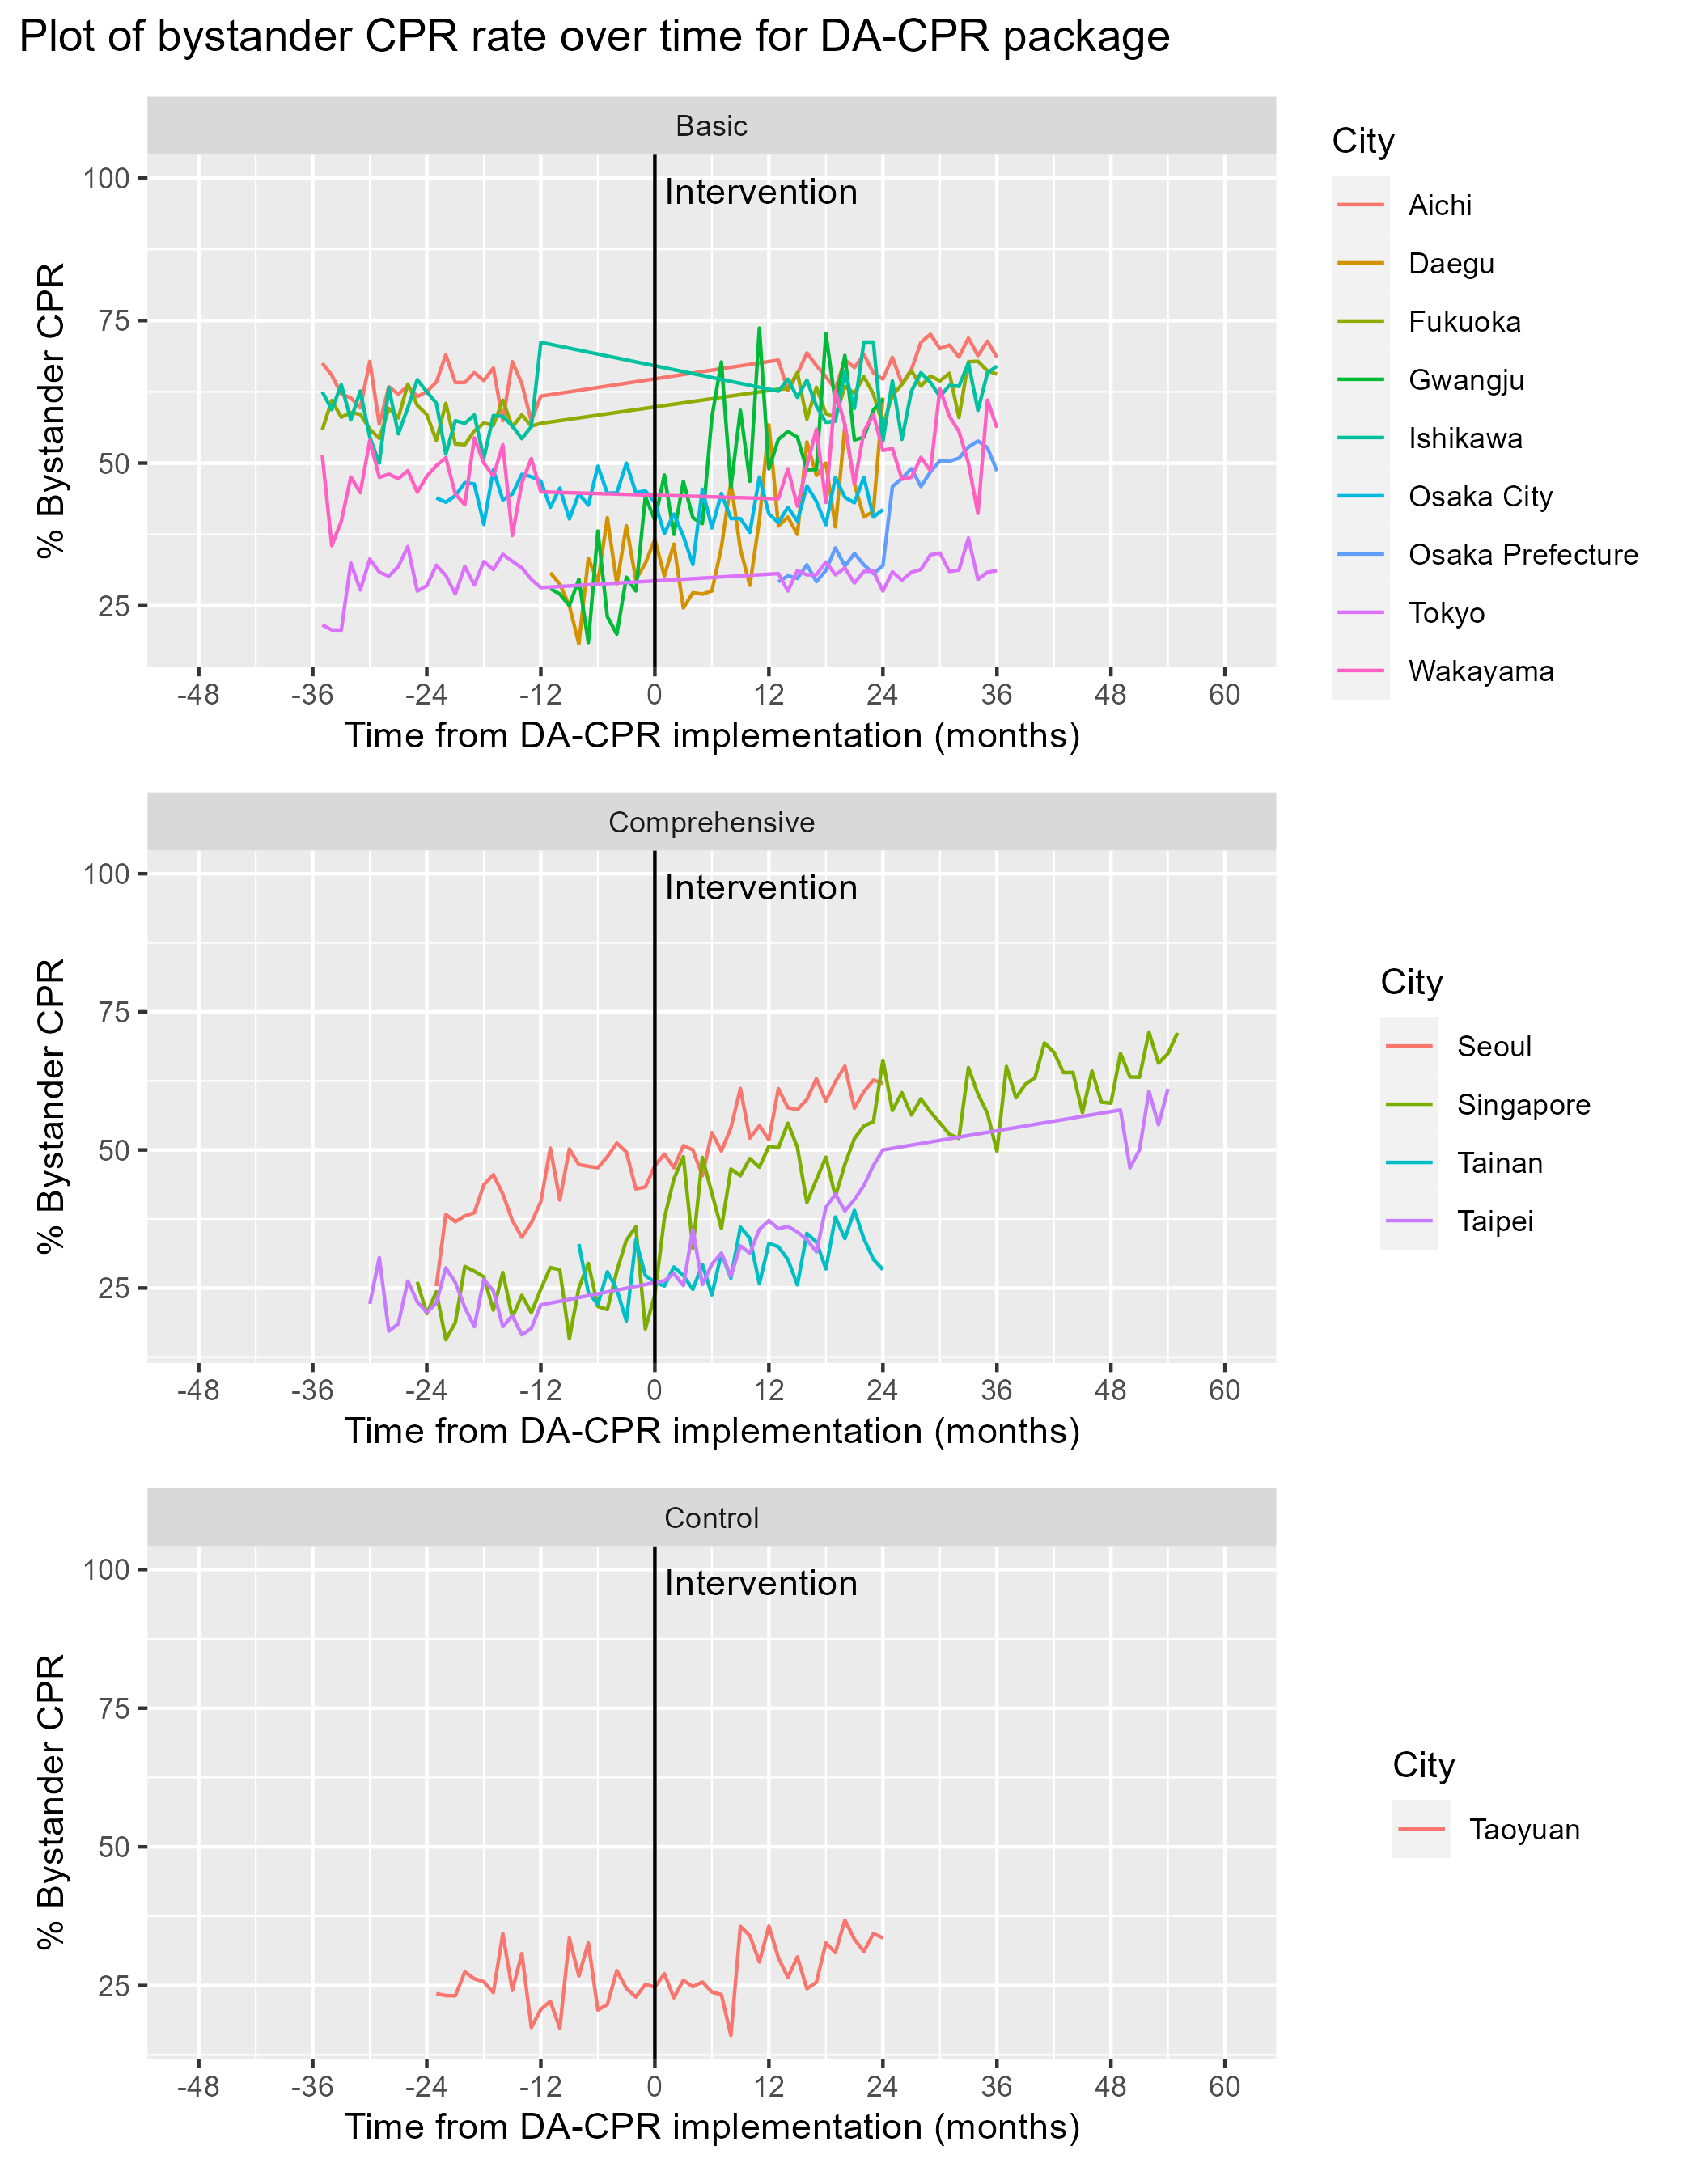 Plot of bystander CPR rate over time for DA-CPR package
Basic
Intervention
100
75
50
25
% Bystander CPR
-48 -36 -24 -12 0 12 24 36 48 60
Time from DA-CPR implementation (months)
City
Aichi
Daegu
Fukuoka
Gwangju
Ishikawa
Osaka City
Osaka Prefecture
Tokyo
Wakayama
Comprehensive
Intervention
100
75
50
25
% Bystander CPR
-48 -36 -24 -12 0 12 24 36 48 60
Time from DA-CPR implementation (months)
City
Seoul
Singapore
Tainan
Taipei
Control
Intervention
100
75
50
25
% Bystander CPR
-48 -36 -24 -12 0 12 24 36 48 60
Time from DA-CPR implementation (months)
City
Taoyuan